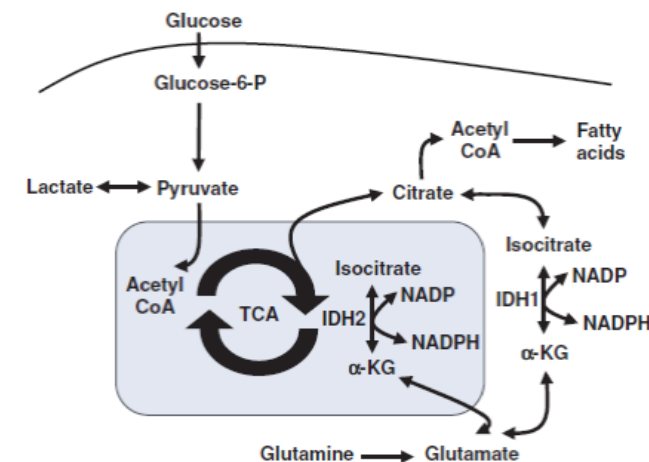 Glucose
Glucose-6-P
Acetyl
CoA
Fatty
acids
Lactate
Pyruvate
Citrate
Isocitrate
Acetyl
CoA
TCA
IDH2
Isocitrate
NADP
NADPH
α-KG
IDH1
NADP
NADPH
α-KG
Glutamine
Glutamate